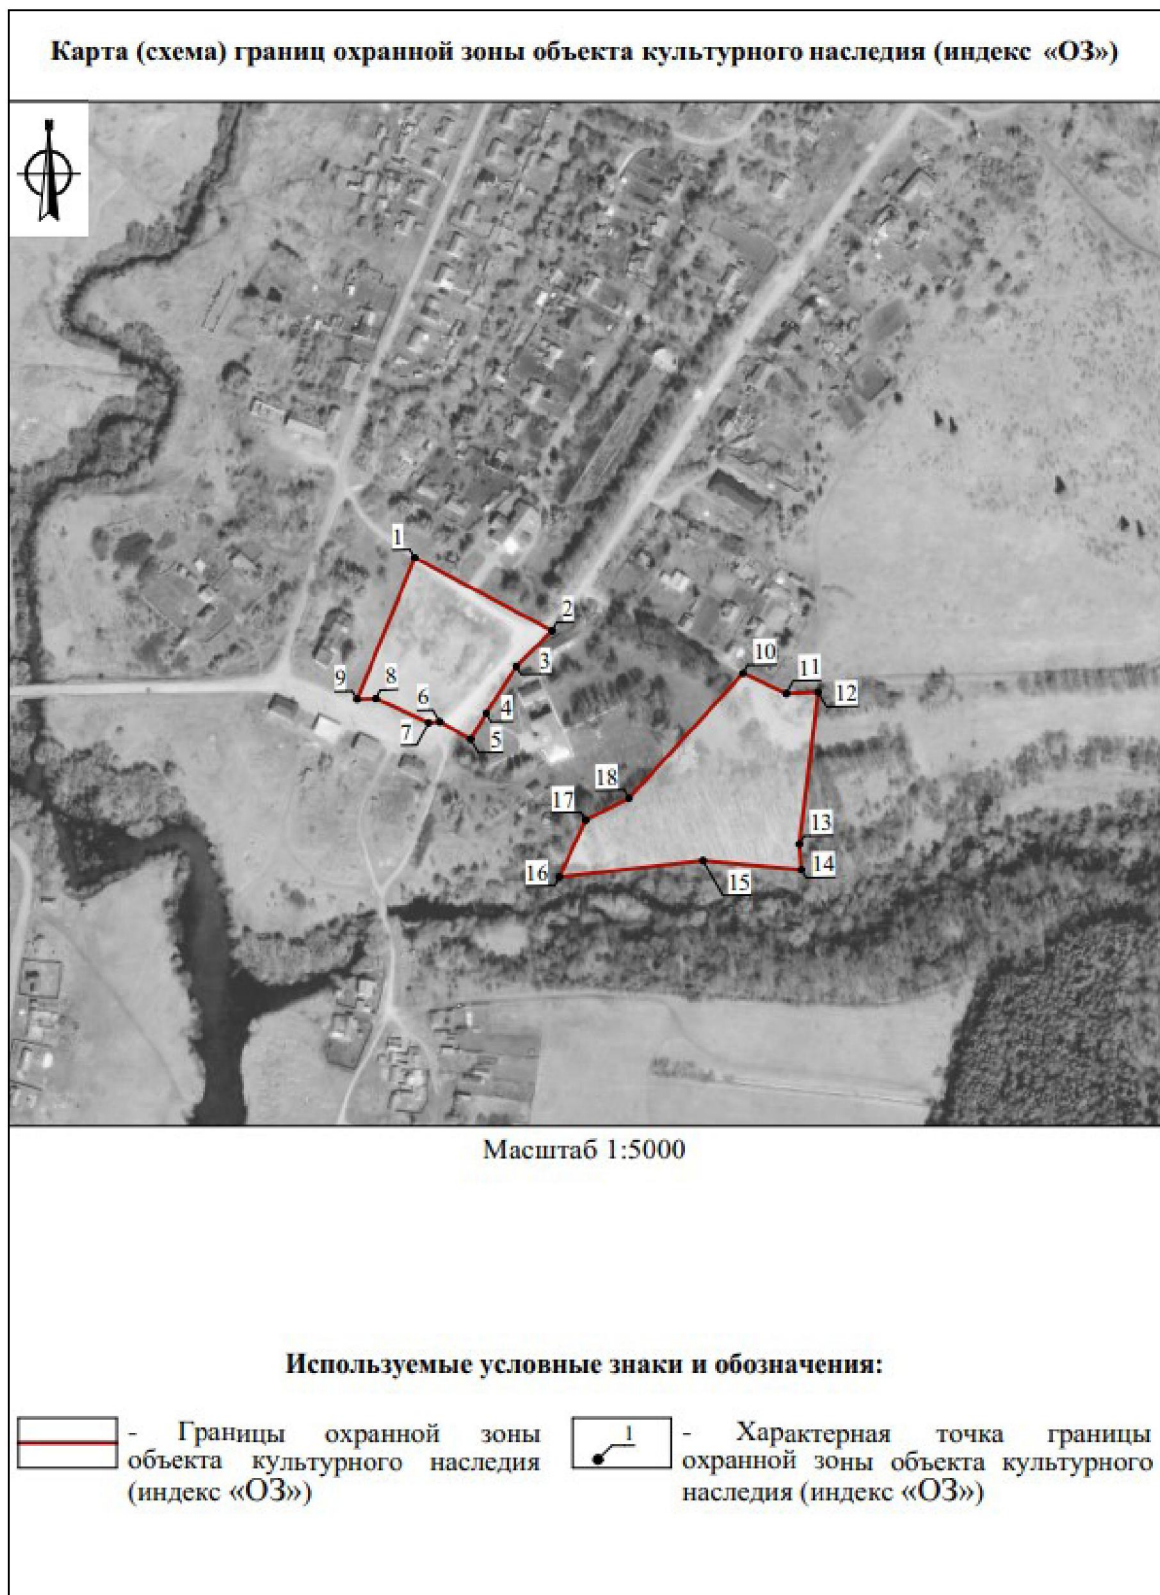 Карта (схема) границ охранной зоны объекта культурного наследия (индекс «ОЗ»)
1
2
3
4
5
6
7
8
9
10
11
12
13
14
15
16
17
18
Масштаб 1:5000
Используемые условные знаки и обозначения:
- Границы охранной зоны
объекта культурного наследия
(индекс «ОЗ»)
1
- Характерная точка границы
охранной зоны объекта культурного
наследия (индекс «ОЗ»)